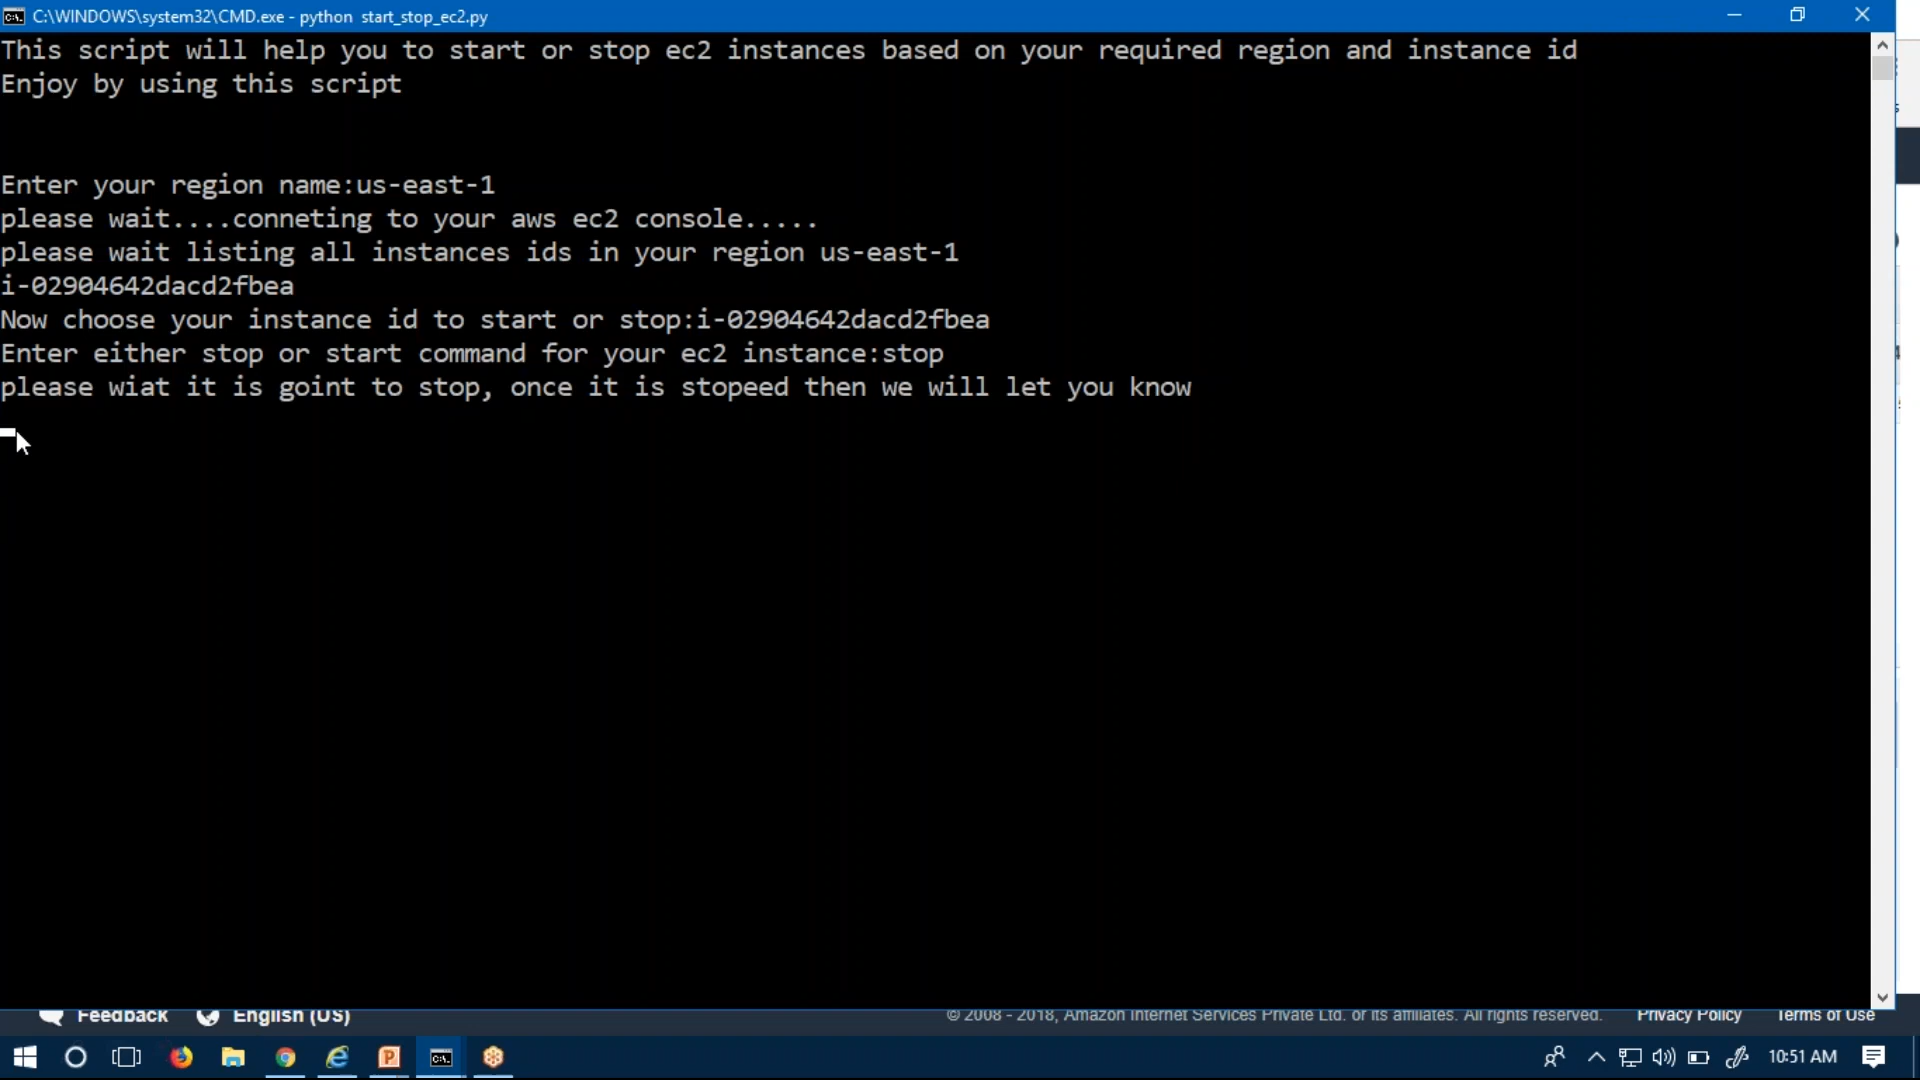 C:\WINDOWS\system32\CMD.exe - python start_stop_ec2.py
This script will help you to start or stop ec2 instances based on your required region and instance id
Enjoy by using this script
Enter your region name:us-east-1
please wait....conneting to your aws ec2 console.....
please wait listing all instances ids in your region us-east-1
i-02904642dacd2fbea
Now choose your instance id to start or stop:i-02904642dacd2fbea
Enter either stop or start command for your ec2 instance:stop
please wiat it is goint to stop, once it is stopeed then we will let you know
Feedback English (US) © 2008 - 2018, Amazon Internet Services Private Ltd. or its affiliates. All rights reserved. Privacy Policy Terms of Use
10:51 AM